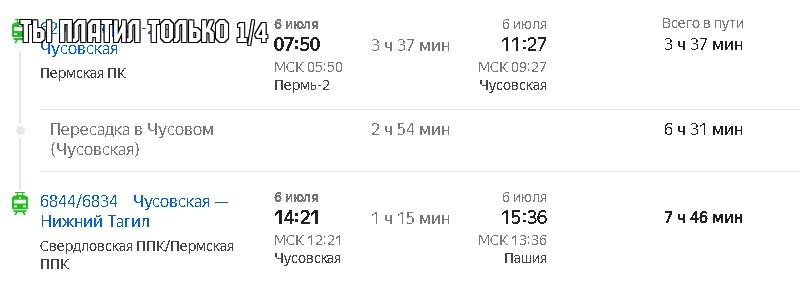 ТЫ ПЛАТИЛ ТОЛЬКО 1/4
Чусовская
Пермская ПК
6 июля
07:50
МСК 05:50
Пермь-2
3 ч 37 мин
6 июля
11:27
МСК 09:27
Чусовская
Всего в пути
3 ч 37 мин
Пересадка в Чусовом
(Чусовская)
2 ч 54 мин
6 ч 31 мин
6844/6834 Чусовская —
Нижний Тагил
Свердловская ППК/Пермская
ППК
6 июля
14:21
МСК 12:21
Чусовская
1 ч 15 мин
6 июля
15:36
МСК 13:36
Пашия
7 ч 46 мин